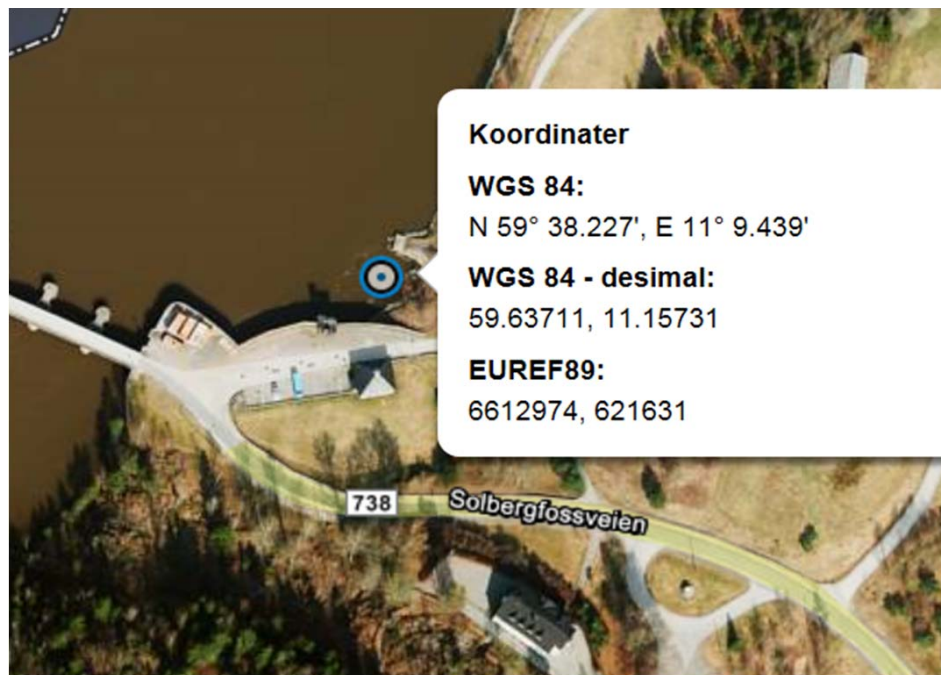 Koordinater
WGS 84:
N 59° 38.227', E 11° 9.439'
WGS 84 - desimal:
59.63711, 11.15731
EUREF89:
6612974, 621631
738
Solbergfossveien